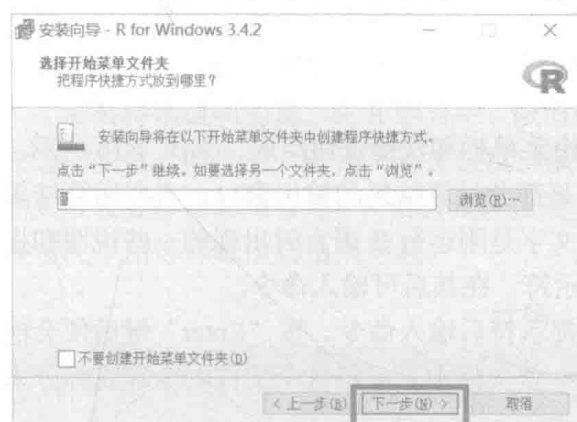 安装向导 - R for Windows 3.4.2
选择开始菜单文件夹
把程序快捷方式放到哪里？
R
安装向导将在以下开始菜单文件夹中创建程序快捷方式。
点击“下一步”继续。如要选择另一个文件夹，点击“浏览”。
R
浏览(R)...
不要创建开始菜单文件夹(D)
< 上一步(B) 下一步(N) > 取消